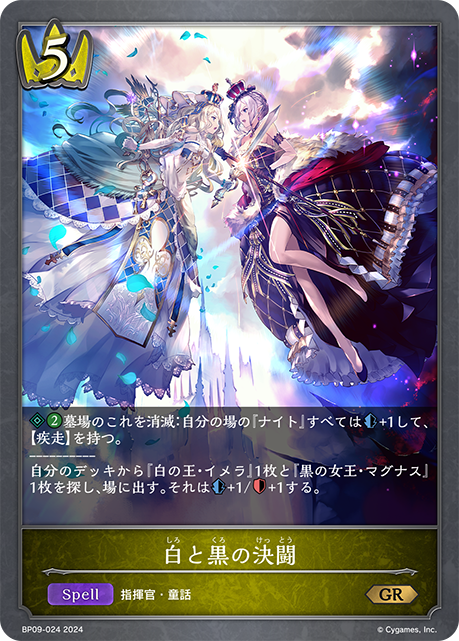 5
2 墓場のこれを消滅:自分の場の『ナイト』すべては +1して、
【疾走】を持つ。
----------
自分のデッキから『白の王・イメラ』1枚と『黒の女王・マグナス』
1枚を探し、場に出す。それは +1/ +1する。
しろ くろ けっとう
白と黒の決闘
Spell 指揮官・童話 GR
BP09-024 2024 © Cygames, Inc.